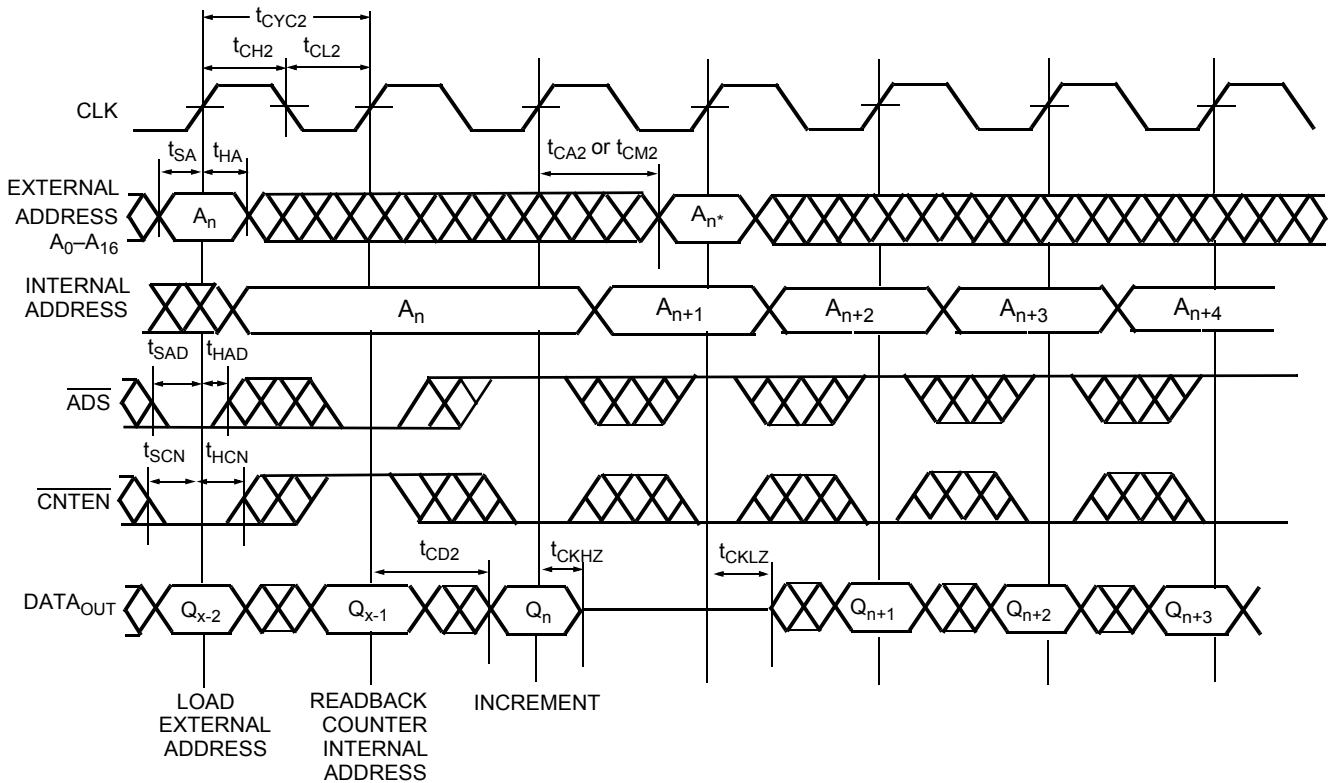 tCYC2
tCH2
tCL2
CLK
tSA
tHA
tCA2 or tCM2
EXTERNAL
ADDRESS
A0–A16
An
An*
INTERNAL
ADDRESS
An
An+1
An+2
An+3
An+4
tSAD
tHAD
ADS
tSCN
tHCN
CNTEN
tCD2
tCKHZ
tCKLZ
DATAOUT
Qx-2
Qx-1
Qn
Qn+1
Qn+2
Qn+3
LOAD
EXTERNAL
ADDRESS
READBACK
COUNTER
INTERNAL
ADDRESS
INCREMENT